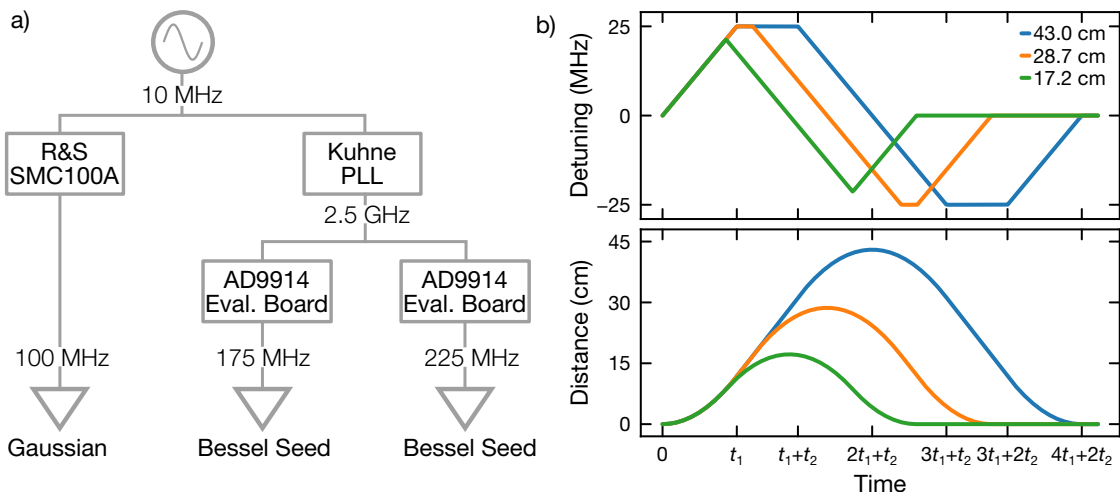 a)
10 MHz
R&S
SMC100A
Kuhne
PLL
2.5 GHz
AD9914
Eval. Board
AD9914
Eval. Board
100 MHz
175 MHz
225 MHz
Gaussian
Bessel Seed
Bessel Seed
b)
Detuning (MHz)
25
0
−25
43.0 cm
28.7 cm
17.2 cm
Distance (cm)
45
30
15
0
0
t₁
t₁+t₂
2t₁+t₂
3t₁+t₂
3t₁+2t₂
4t₁+2t₂
Time